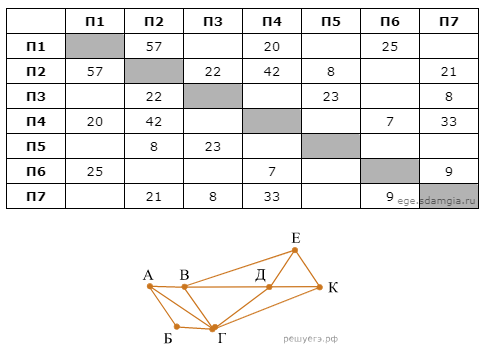 П1 П2 П3 П4 П5 П6 П7
П1 57 20 25
П2 57 22 42 8 21
П3 22 23 8
П4 20 42 7 33
П5 8 23
П6 25 7 9
П7 21 8 33 9
ege.sdamgia.ru
Е
А В Д К
Б Г
решуегэ.рф